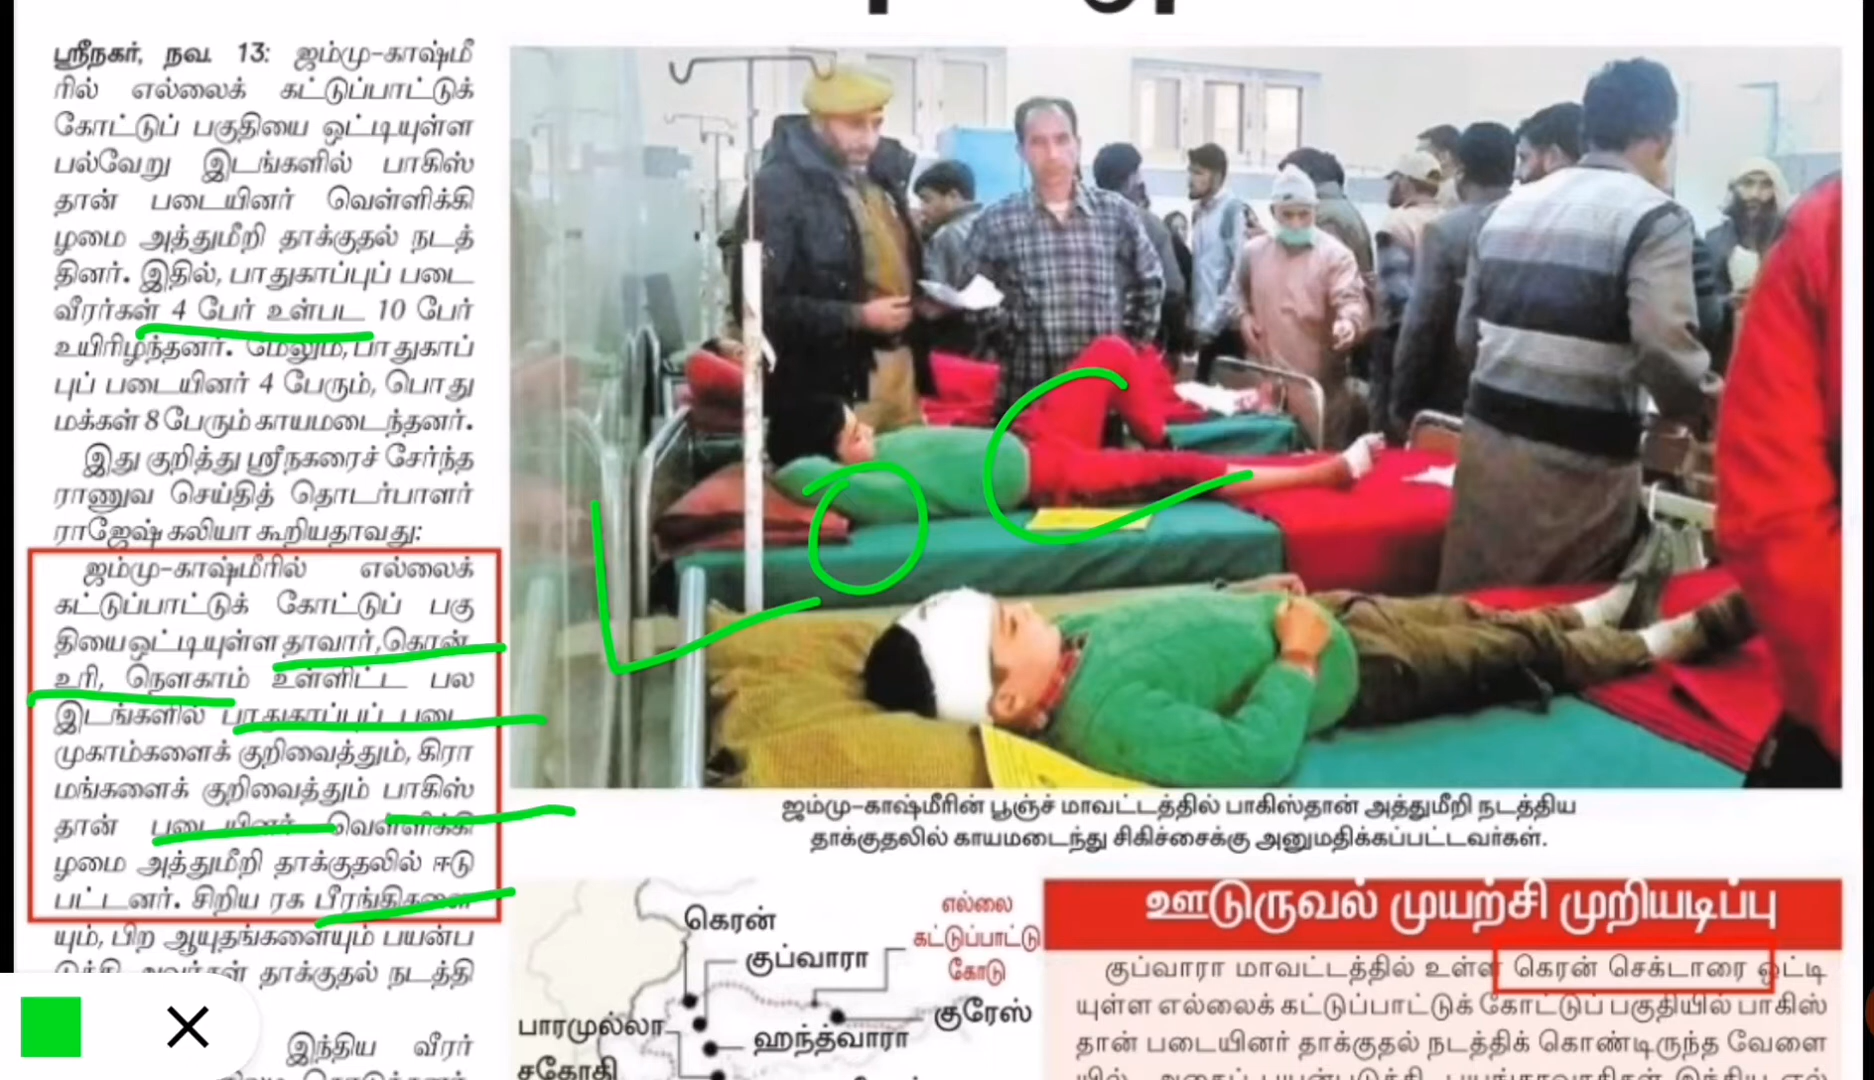 ஸ்ரீநகர், நவ. 13: ஜம்மு-காஷ்மீ
ரில் எல்லைக் கட்டுப்பாட்டுக்
கோட்டுப் பகுதியை ஒட்டியுள்ள
பல்வேறு இடங்களில் பாகிஸ்
தான் படையினர் வெள்ளிக்கி
ழமை அத்துமீறி தாக்குதல் நடத்
தினர். இதில், பாதுகாப்புப் படை
வீரர்கள் 4 பேர் உள்பட 10 பேர்
உயிரிழந்தனர். மேலும், பாதுகாப்
புப் படையினர் 4 பேரும், பொது
மக்கள் 8 பேரும் காயமடைந்தனர்.
இது குறித்து ஸ்ரீநகரைச் சேர்ந்த
ராணுவ செய்தித் தொடர்பாளர்
ராஜேஷ் கலியா கூறியதாவது:
ஜம்மு-காஷ்மீரில் எல்லைக்
கட்டுப்பாட்டுக் கோட்டுப் பகு
தியை ஒட்டியுள்ள தாவார், கெரன்,
உரி, நௌகாம் உள்ளிட்ட பல
இடங்களில் பாதுகாப்புப் படை
முகாம்களைக் குறிவைத்தும், கிரா
மங்களைக் குறிவைத்தும் பாகிஸ்
தான் படையினர் வெள்ளிக்கி
ழமை அத்துமீறி தாக்குதலில் ஈடு
பட்டனர். சிறிய ரக பீரங்கிகளை
யும், பிற ஆயுதங்களையும் பயன்ப
டுத்தி அவர்கள் தாக்குதல் நடத்தி
இந்திய வீரர்
ஜம்மு-காஷ்மீரின் பூஞ்ச் மாவட்டத்தில் பாகிஸ்தான் அத்துமீறி நடத்திய
தாக்குதலில் காயமடைந்து சிகிச்சைக்கு அனுமதிக்கப்பட்டவர்கள்.
கெரன்
குப்வாரா
எல்லை
கட்டுப்பாட்டு
கோடு
குரேஸ்
பாரமுல்லா
ஹந்த்வாரா
ஊடுருவல் முயற்சி முறியடிப்பு
குப்வாரா மாவட்டத்தில் உள்ள கெரன் செக்டாரை ஒட்டி
யுள்ள எல்லைக் கட்டுப்பாட்டுக் கோட்டுப் பகுதியில் பாகிஸ்
தான் படையினர் தாக்குதல் நடத்திக் கொண்டிருந்த வேளை